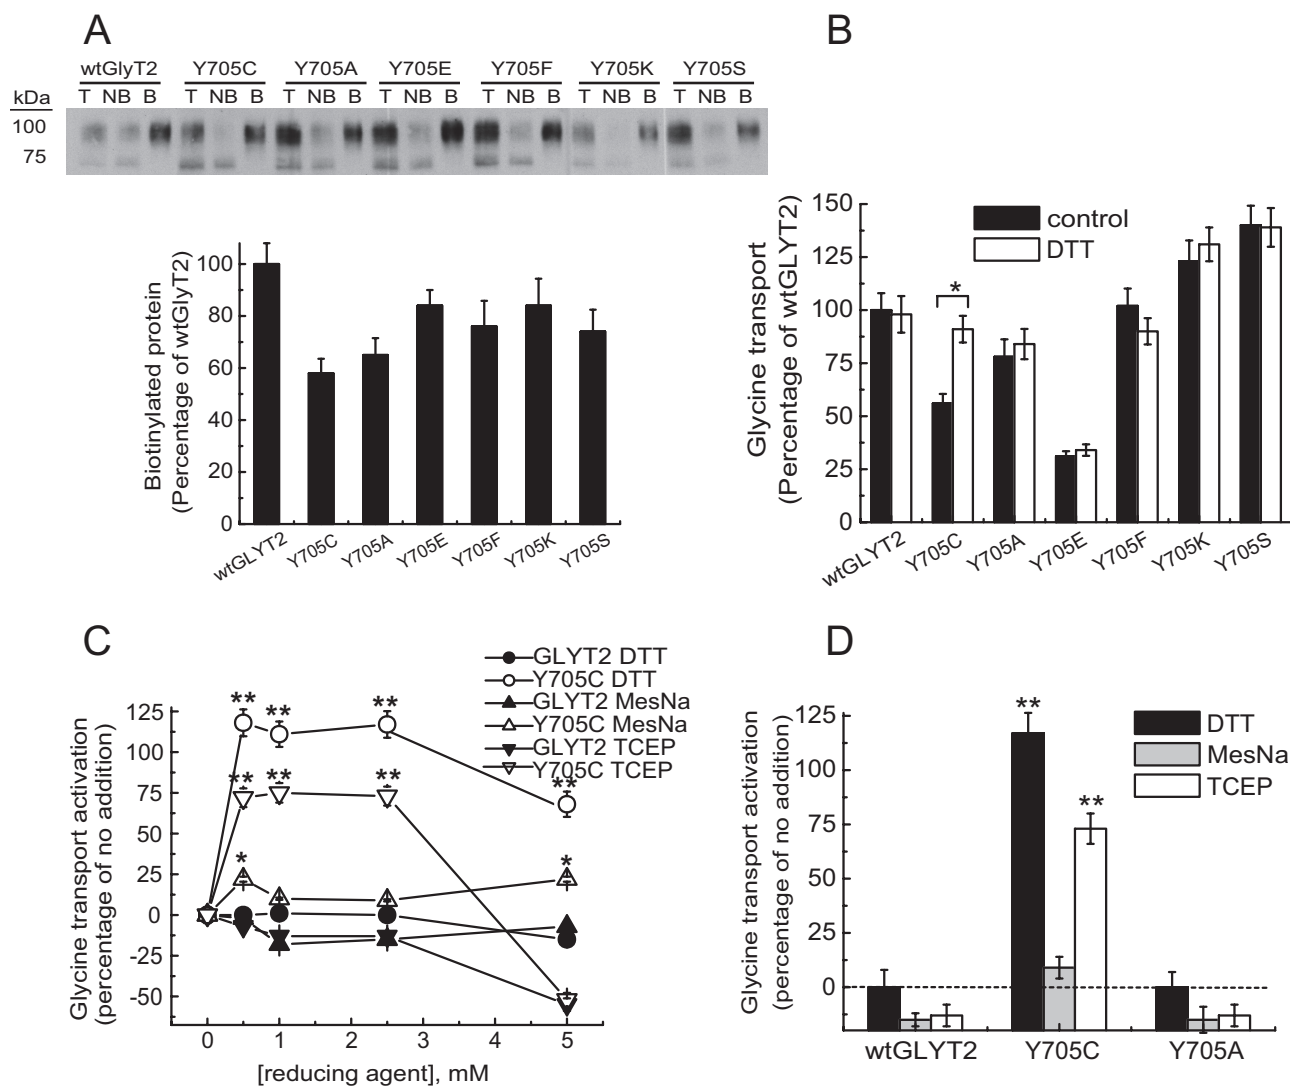 A
wtGlyT2 Y705C Y705A Y705E Y705F Y705K Y705S
kDa T NB B T NB B T NB B T NB B T NB B T NB B T NB B
100
75
Biotinylated protein
(Percentage of wtGlyT2)
100
80
60
40
20
0
wtGLYT2 Y705C Y705A Y705E Y705F Y705K Y705S
B
Glycine transport
(Percentage of wtGLYT2)
150
125
100
75
50
25
0
control
DTT
*
wtGLYT2 Y705C Y705A Y705E Y705F Y705K Y705S
C
GLYT2 DTT
Y705C DTT
GLYT2 MesNa
Y705C MesNa
GLYT2 TCEP
Y705C TCEP
Glycine transport activation
(percentage of no addition)
125
100
75
50
25
0
-25
-50
** ** ** **
** ** **
* *
0 1 2 3 4 5
[reducing agent], mM
D
Glycine transport activation
(percentage of no addition)
125
100
75
50
25
0
DTT
MesNa
TCEP
**
**
wtGLYT2 Y705C Y705A